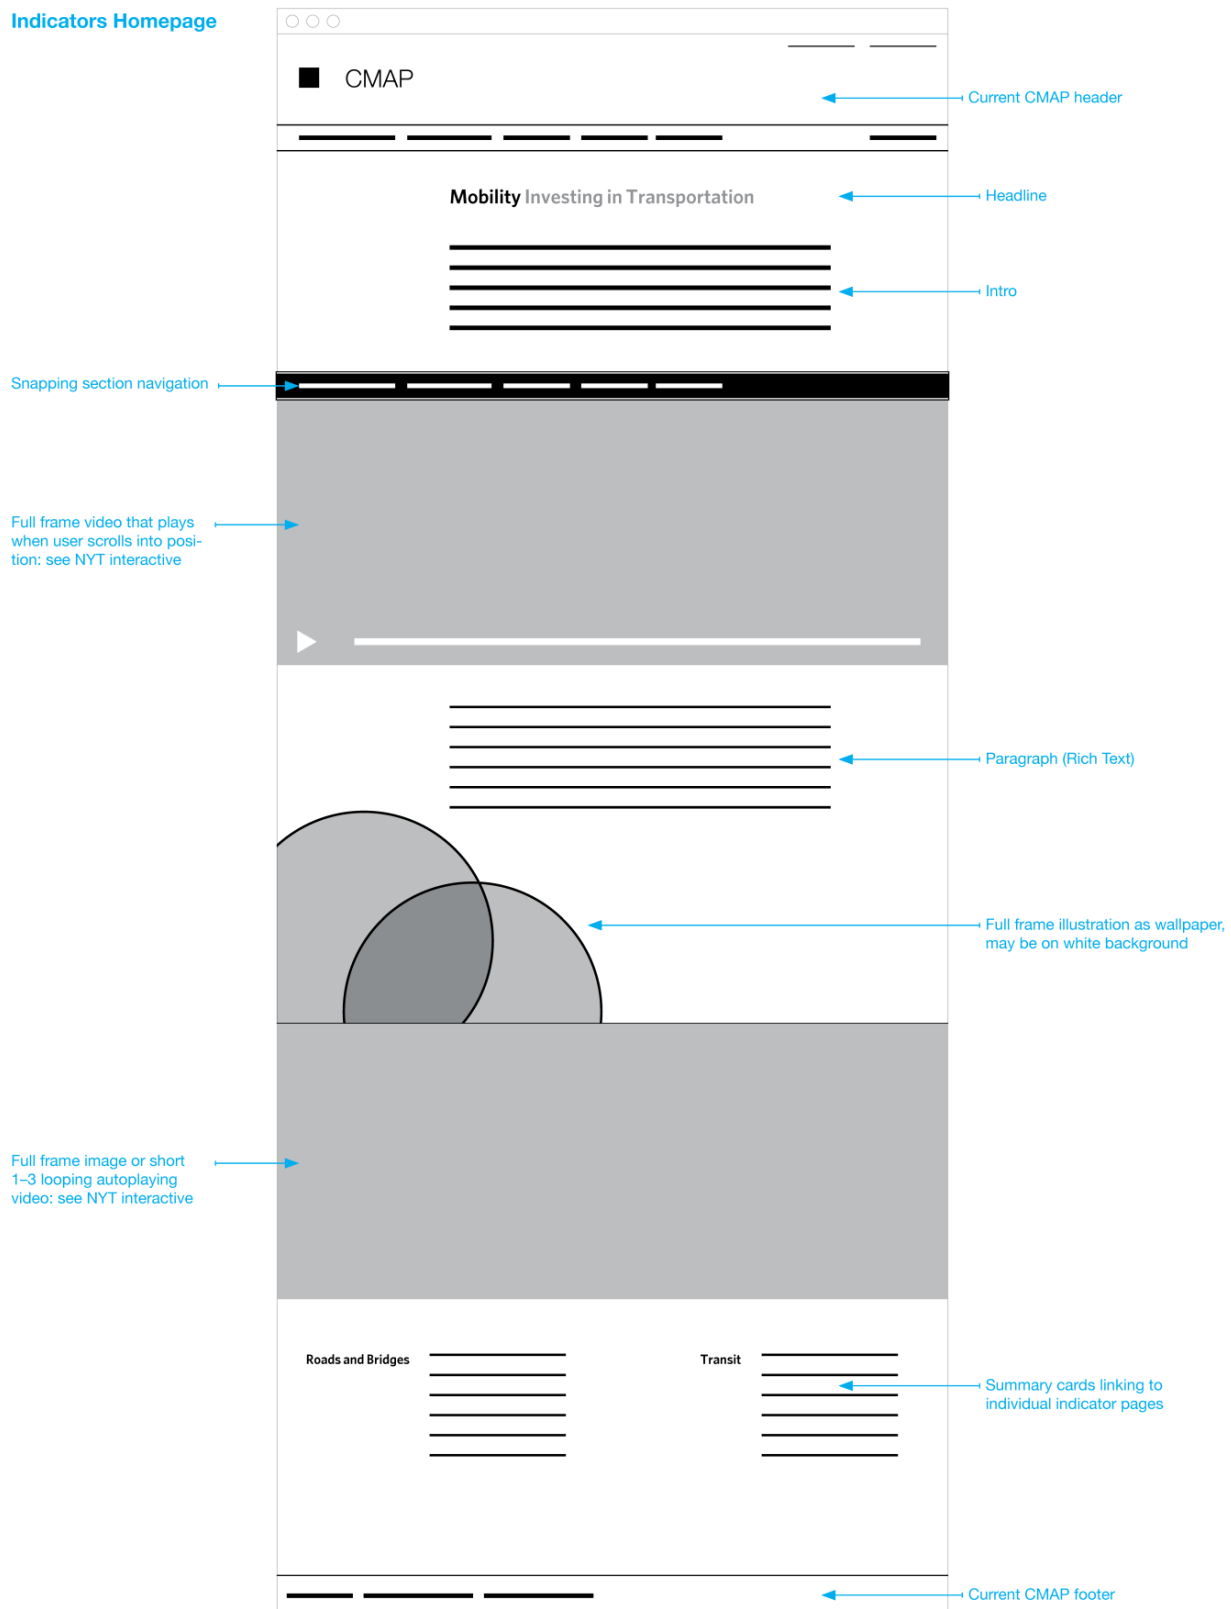 Indicators Homepage
CMAP
Current CMAP header
Mobility Investing in Transportation
Headline
Intro
Snapping section navigation
Full frame video that plays
when user scrolls into posi-
tion: see NYT interactive
Paragraph (Rich Text)
Full frame illustration as wallpaper,
may be on white background
Full frame image or short
1–3 looping autoplaying
video: see NYT interactive
Roads and Bridges
Transit
Summary cards linking to
individual indicator pages
Current CMAP footer